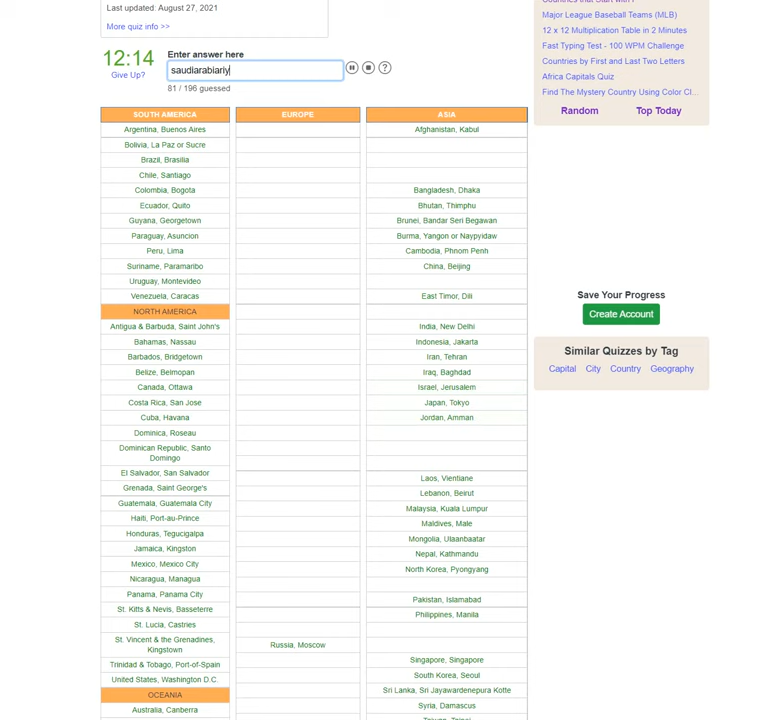 Last updated: August 27, 2021
More quiz info >>
Major League Baseball Teams (MLB)
12 x 12 Multiplication Table in 2 Minutes
Fast Typing Test - 100 WPM Challenge
Countries by First and Last Two Letters
Africa Capitals Quiz
Find The Mystery Country Using Color Cl...
Random
Top Today
12:14
Give Up?
Enter answer here
saudiarabiariy
81 / 196 guessed
SOUTH AMERICA
Argentina, Buenos Aires
Bolivia, La Paz or Sucre
Brazil, Brasilia
Chile, Santiago
Colombia, Bogota
Ecuador, Quito
Guyana, Georgetown
Paraguay, Asuncion
Peru, Lima
Suriname, Paramaribo
Uruguay, Montevideo
Venezuela, Caracas
NORTH AMERICA
Antigua & Barbuda, Saint John's
Bahamas, Nassau
Barbados, Bridgetown
Belize, Belmopan
Canada, Ottawa
Costa Rica, San Jose
Cuba, Havana
Dominica, Roseau
Dominican Republic, Santo
Domingo
El Salvador, San Salvador
Grenada, Saint George's
Guatemala, Guatemala City
Haiti, Port-au-Prince
Honduras, Tegucigalpa
Jamaica, Kingston
Mexico, Mexico City
Nicaragua, Managua
Panama, Panama City
St. Kitts & Nevis, Basseterre
St. Lucia, Castries
St. Vincent & the Grenadines,
Kingstown
Trinidad & Tobago, Port-of-Spain
United States, Washington D.C.
OCEANIA
Australia, Canberra
EUROPE
Russia, Moscow
ASIA
Afghanistan, Kabul
Bangladesh, Dhaka
Bhutan, Thimphu
Brunei, Bandar Seri Begawan
Burma, Yangon or Naypyidaw
Cambodia, Phnom Penh
China, Beijing
East Timor, Dili
India, New Delhi
Indonesia, Jakarta
Iran, Tehran
Iraq, Baghdad
Israel, Jerusalem
Japan, Tokyo
Jordan, Amman
Laos, Vientiane
Lebanon, Beirut
Malaysia, Kuala Lumpur
Maldives, Male
Mongolia, Ulaanbaatar
Nepal, Kathmandu
North Korea, Pyongyang
Pakistan, Islamabad
Philippines, Manila
Singapore, Singapore
South Korea, Seoul
Sri Lanka, Sri Jayawardenepura Kotte
Syria, Damascus
Save Your Progress
Create Account
Similar Quizzes by Tag
Capital
City
Country
Geography